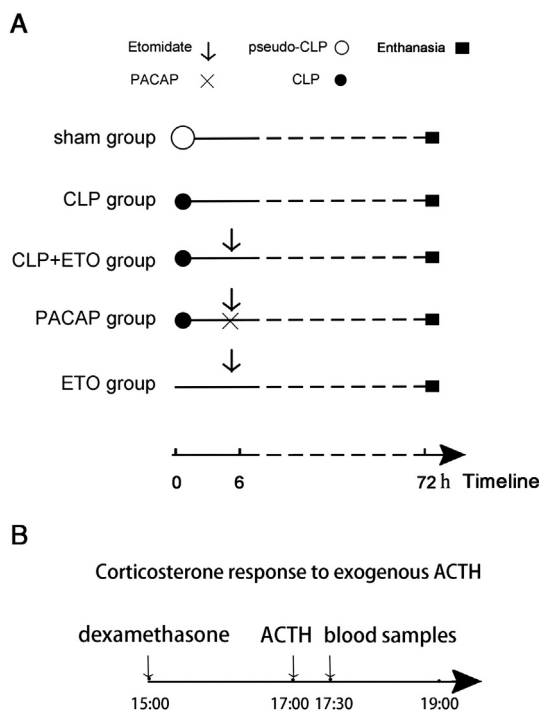 A
Etomidate pseudo-CLP Enthanasia
PACAP CLP
sham group
CLP group
CLP+ETO group
PACAP group
ETO group
0 6 72 h Timeline
B
Corticosterone response to exogenous ACTH
dexamethasone ACTH blood samples
15:00 17:00 17:30 19:00